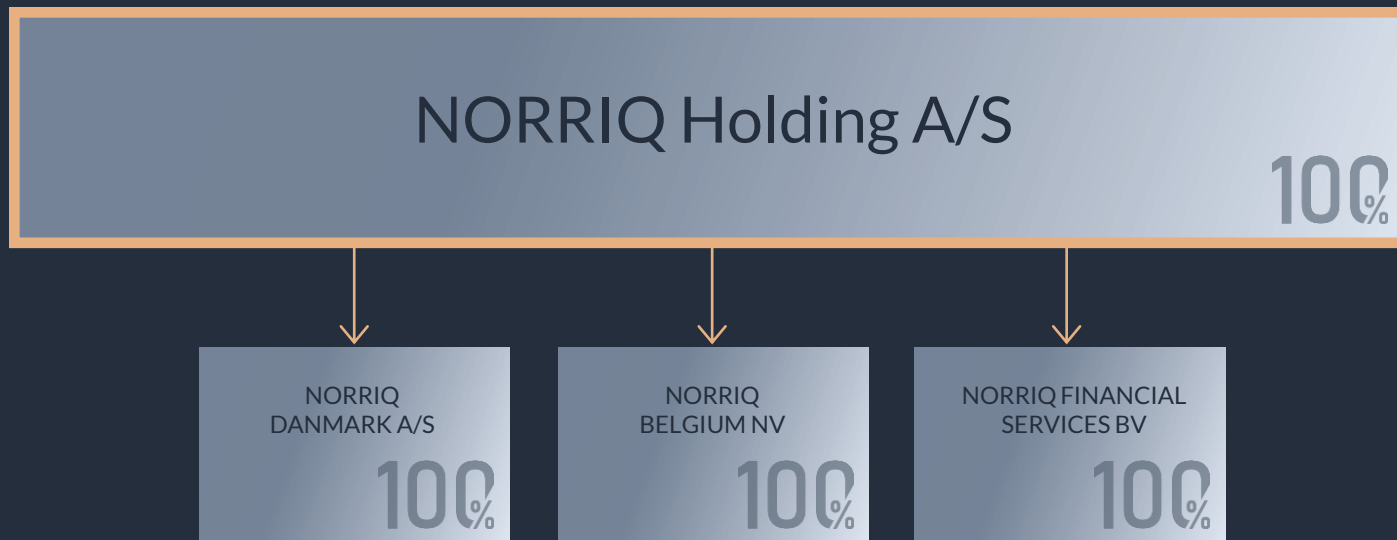 NORRIQ Holding A/S
100%
NORRIQ
DANMARK A/S
100%
NORRIQ
BELGIUM NV
100%
NORRIQ FINANCIAL
SERVICES BV
100%